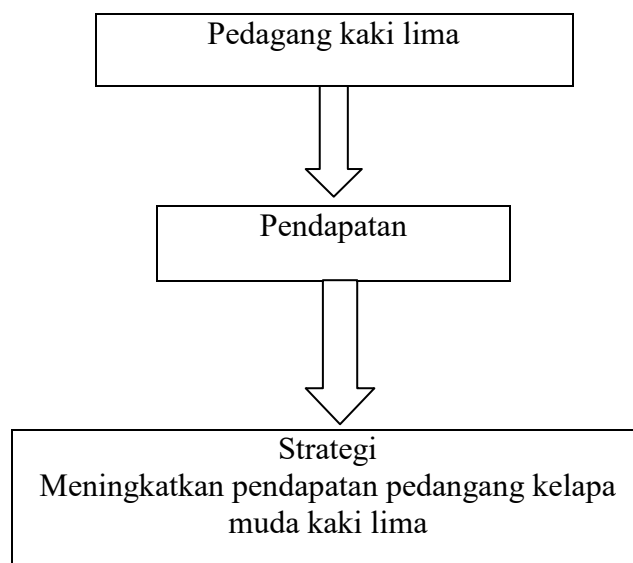 Pedagang kaki lima
Pendapatan
Strategi
Meningkatkan pendapatan pedangang kelapa
muda kaki lima